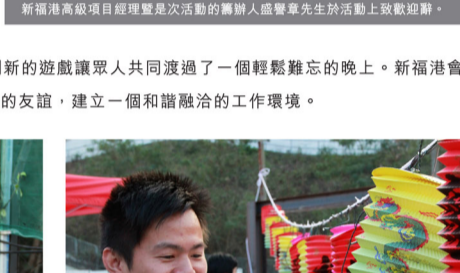 新福港高級項目經理暨是次活動的籌辦人盛譽章先生於活動上致歡迎辭。
新的遊戲讓眾人共同渡過了一個輕鬆難忘的晚上。新福港會
的友誼，建立一個和諧融洽的工作環境。